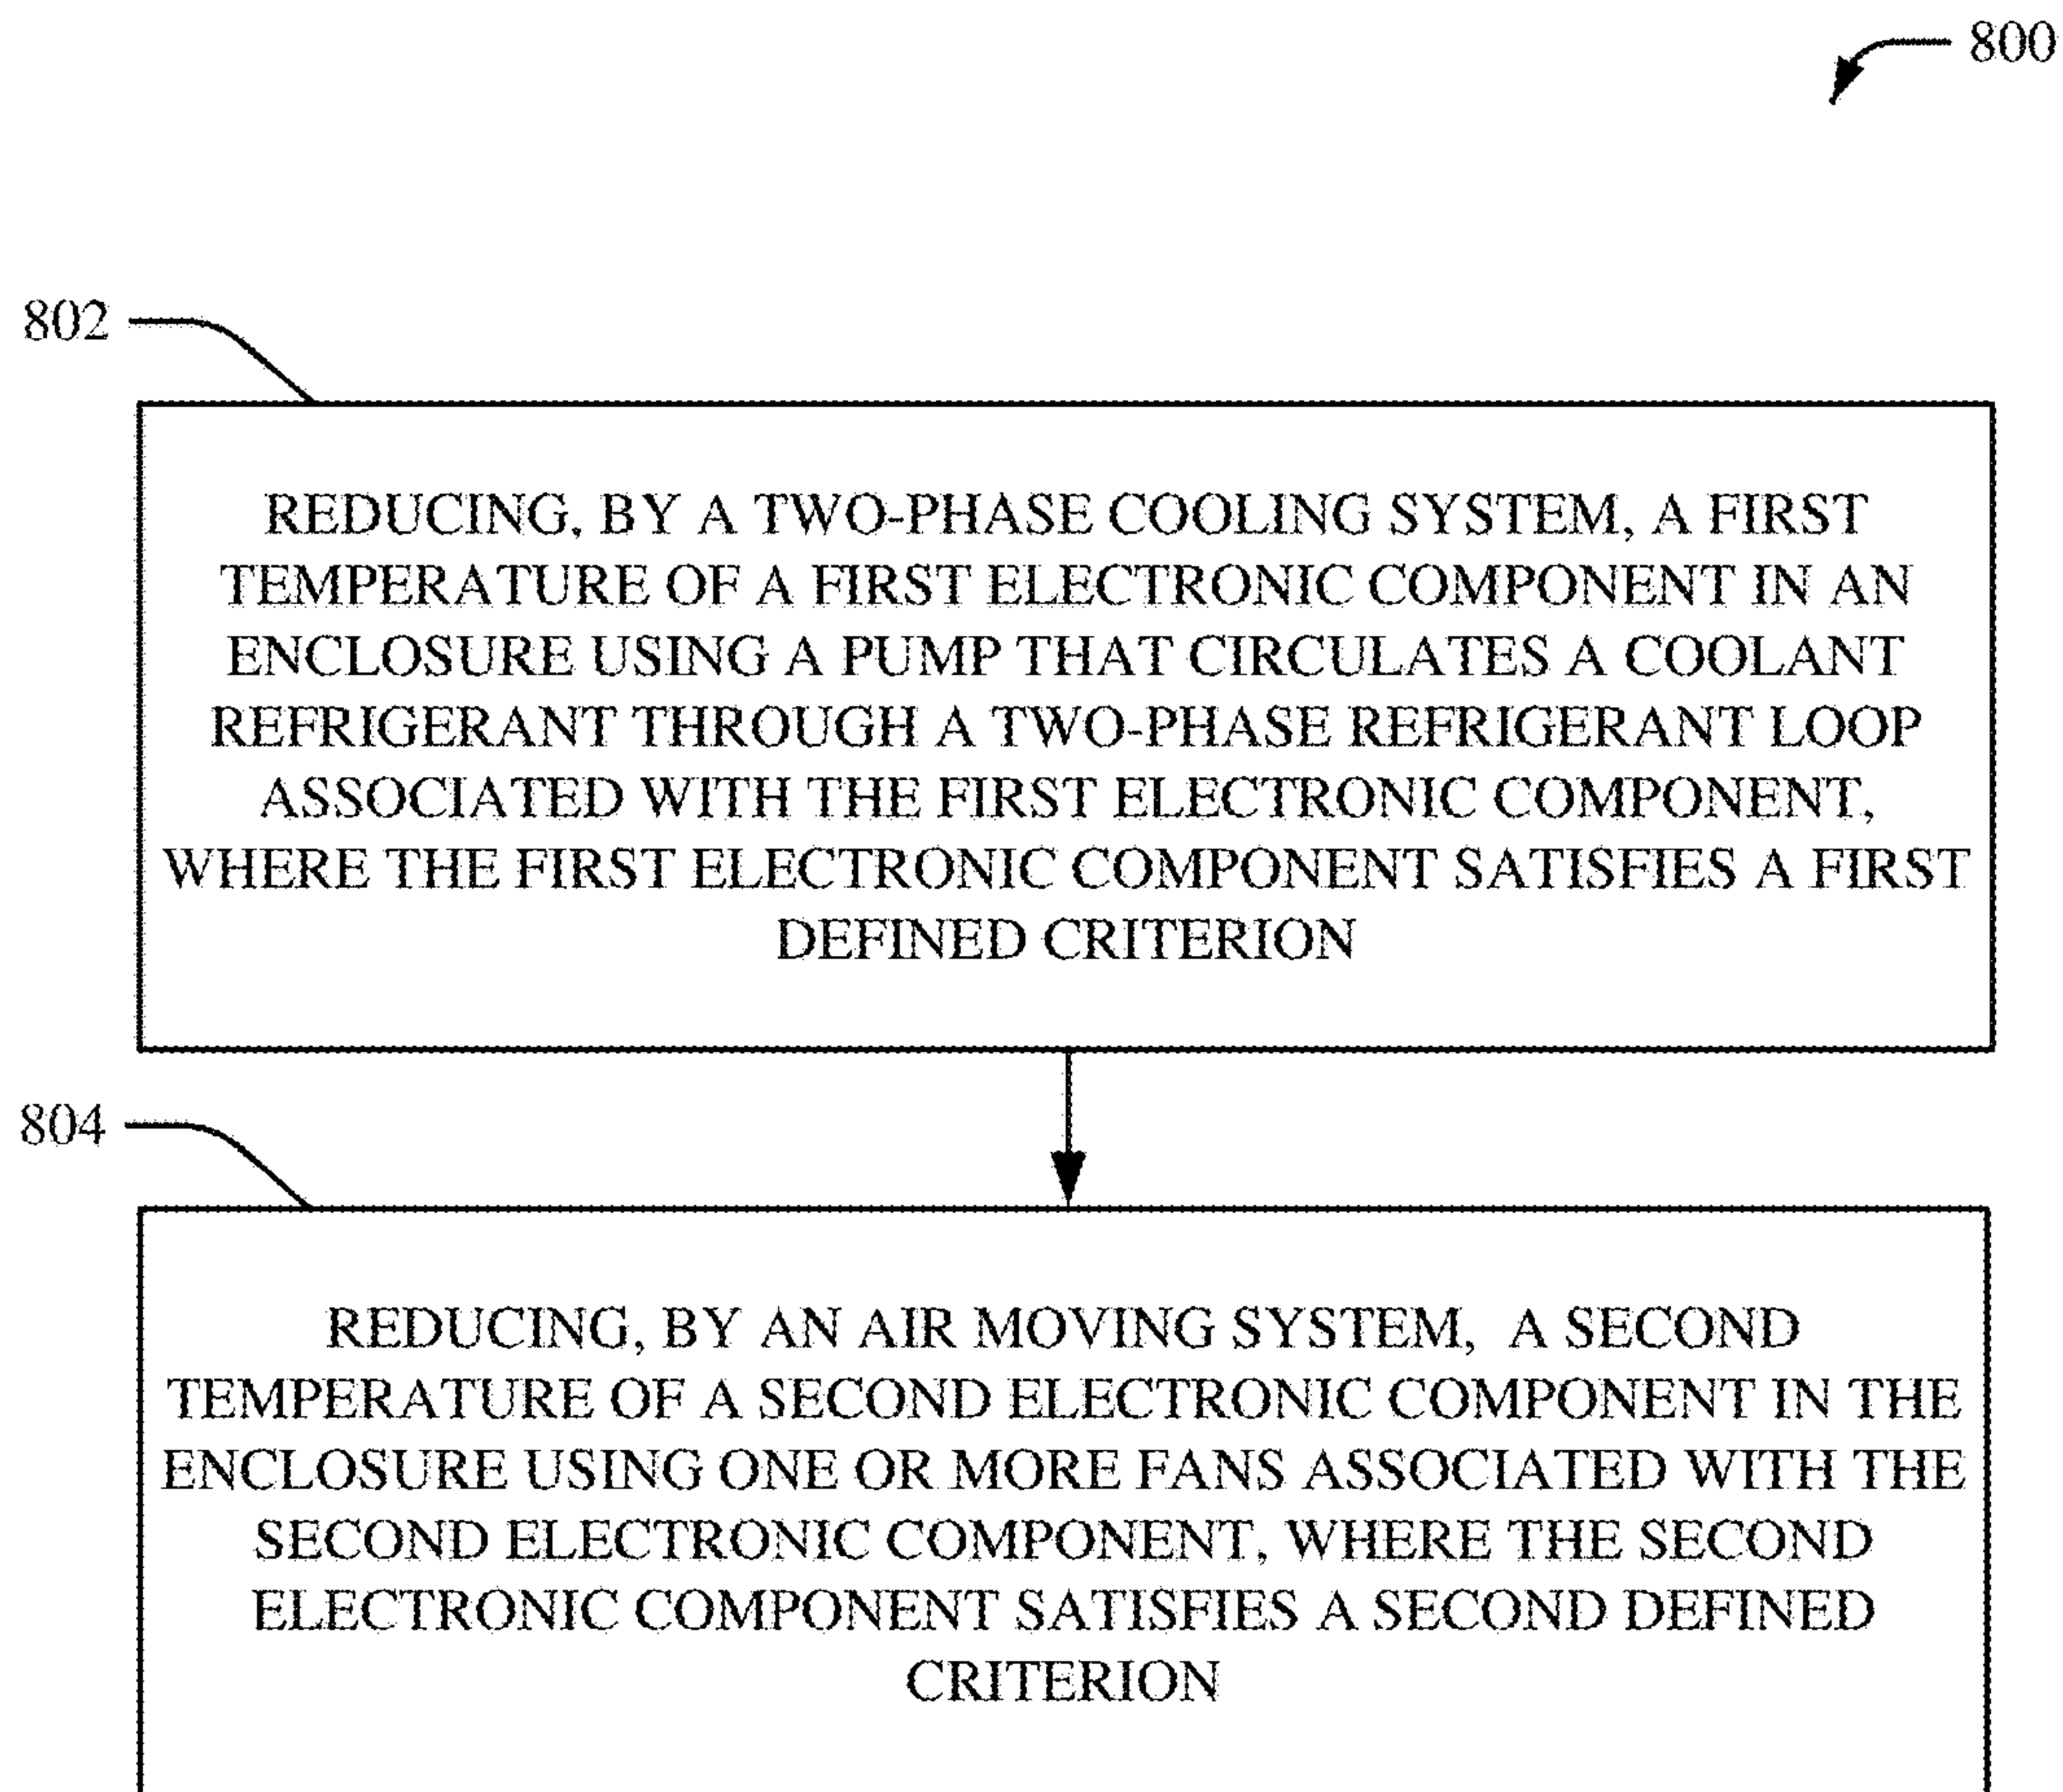 800
802
REDUCING, BY A TWO-PHASE COOLING SYSTEM, A FIRST
TEMPERATURE OF A FIRST ELECTRONIC COMPONENT IN AN
ENCLOSURE USING A PUMP THAT CIRCULATES A COOLANT
REFRIGERANT THROUGH A TWO-PHASE REFRIGERANT LOOP
ASSOCIATED WITH THE FIRST ELECTRONIC COMPONENT,
WHERE THE FIRST ELECTRONIC COMPONENT SATISFIES A FIRST
DEFINED CRITERION
804
REDUCING, BY AN AIR MOVING SYSTEM, A SECOND
TEMPERATURE OF A SECOND ELECTRONIC COMPONENT IN THE
ENCLOSURE USING ONE OR MORE FANS ASSOCIATED WITH THE
SECOND ELECTRONIC COMPONENT, WHERE THE SECOND
ELECTRONIC COMPONENT SATISFIES A SECOND DEFINED
CRITERION